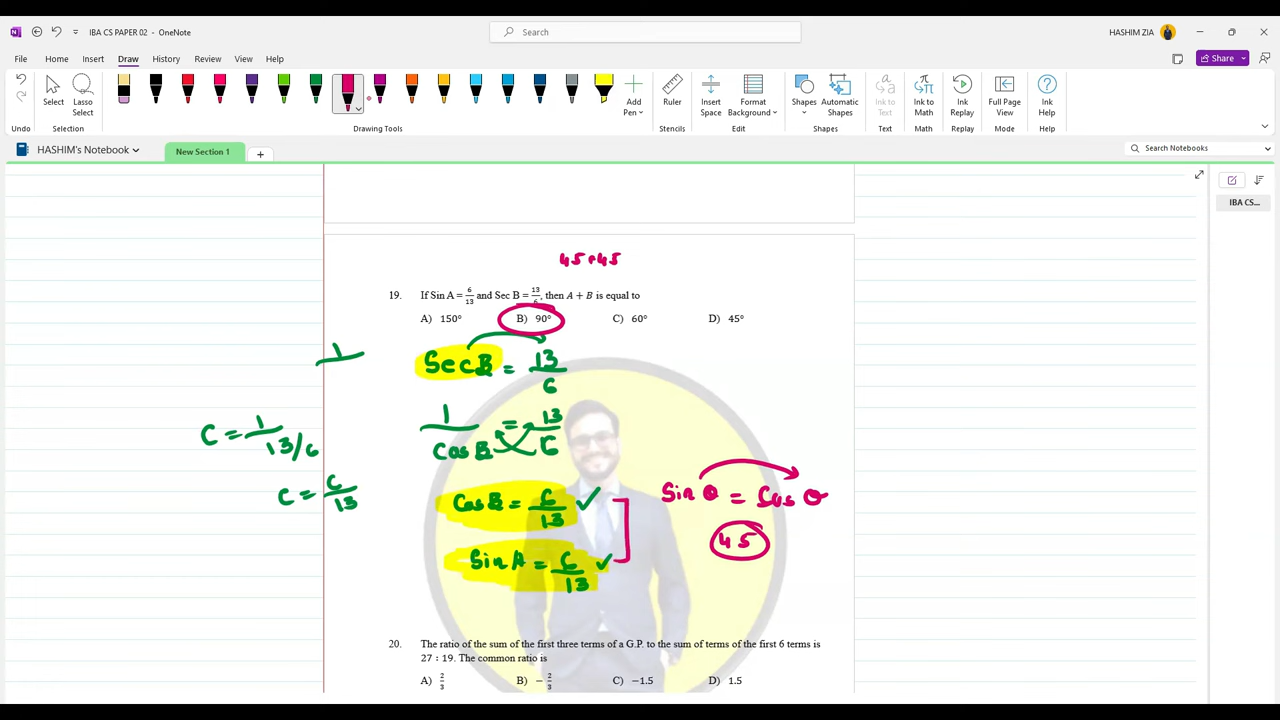 IBA CS PAPER 02 - OneNote
Search
HASHIM ZIA
File Home Insert Draw History Review View Help
Share
Undo
Select
Lasso Select
Add Pen
Ruler
Insert Space
Format Background
Shapes
Automatic Shapes
Ink to Text
Ink to Math
Ink Replay
Full Page View
Ink Help
Undo Selection Drawing Tools Stencils Edit Shapes Text Math Replay Mode Help
HASHIM's Notebook
New Section 1
Search Notebooks
IBA CS...
45+45
19. If Sin A = 6/13 and Sec B = 13/6, then A + B is equal to
A) 150° B) 90° C) 60° D) 45°
Sec B = 13/6
1
1/Cos B = 13/6
C = 1/13/6
C = 6/13
Cos B = 6/13 ✓
Sin A = 6/13 ✓
Sin θ = Cos θ
45
20. The ratio of the sum of the first three terms of a G.P. to the sum of terms of the first 6 terms is
27 : 19. The common ratio is
A) 2/3 B) − 2/3 C) −1.5 D) 1.5